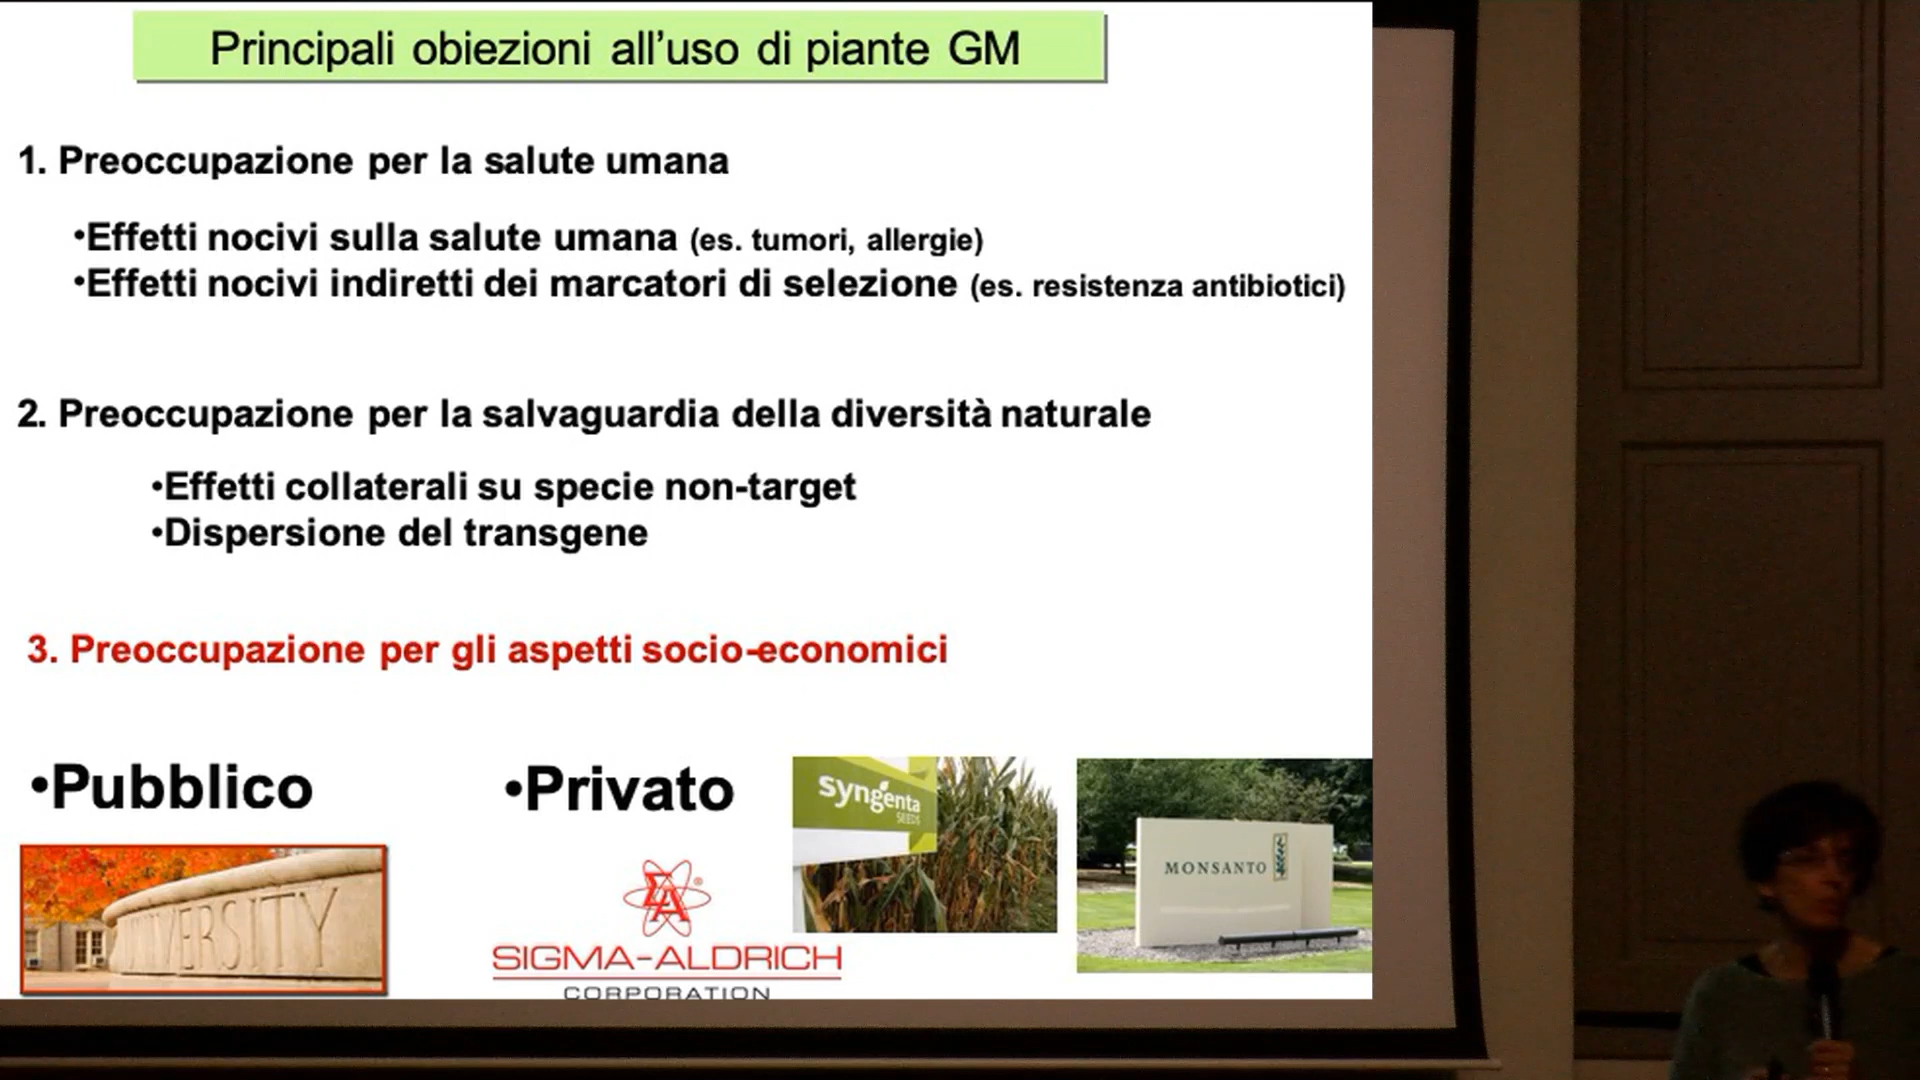 Principali obiezioni all'uso di piante GM
1. Preoccupazione per la salute umana
•Effetti nocivi sulla salute umana (es. tumori, allergie)
•Effetti nocivi indiretti dei marcatori di selezione (es. resistenza antibiotici)
2. Preoccupazione per la salvaguardia della diversità naturale
•Effetti collaterali su specie non-target
•Dispersione del transgene
3. Preoccupazione per gli aspetti socio-economici
•Pubblico
•Privato
UNIVERSITY
ΣA®
SIGMA-ALDRICH
CORPORATION
syngenta
SEEDS
MONSANTO